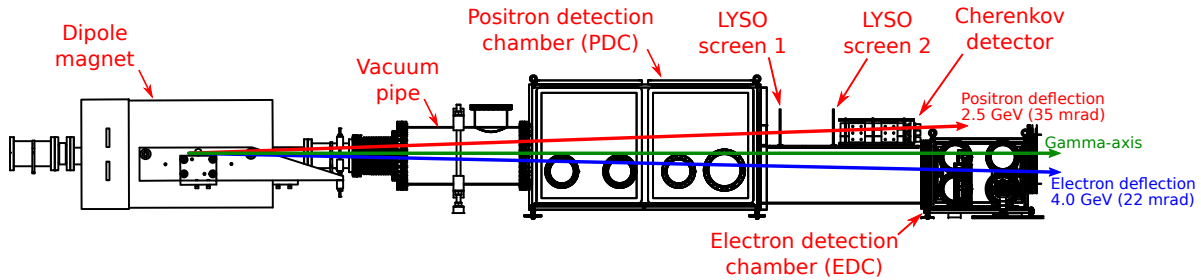 Dipole
magnet
Vacuum
pipe
Positron detection
chamber (PDC)
LYSO
screen 1
LYSO
screen 2
Cherenkov
detector
Positron deflection
2.5 GeV (35 mrad)
Gamma-axis
Electron deflection
4.0 GeV (22 mrad)
Electron detection
chamber (EDC)